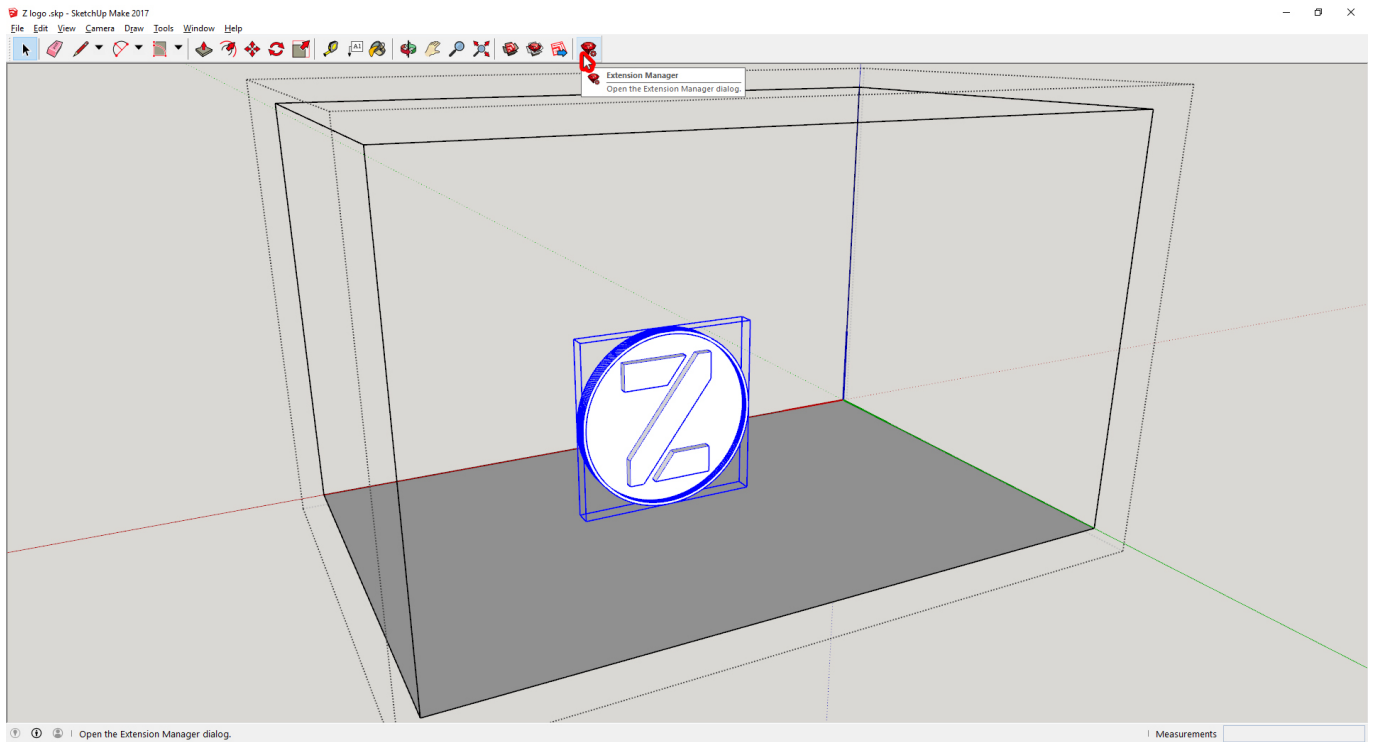 Z logo .skp - SketchUp Make 2017
File Edit View Camera Draw Tools Window Help
A1
Extension Manager
Open the Extension Manager dialog.
Z
Open the Extension Manager dialog.
Measurements